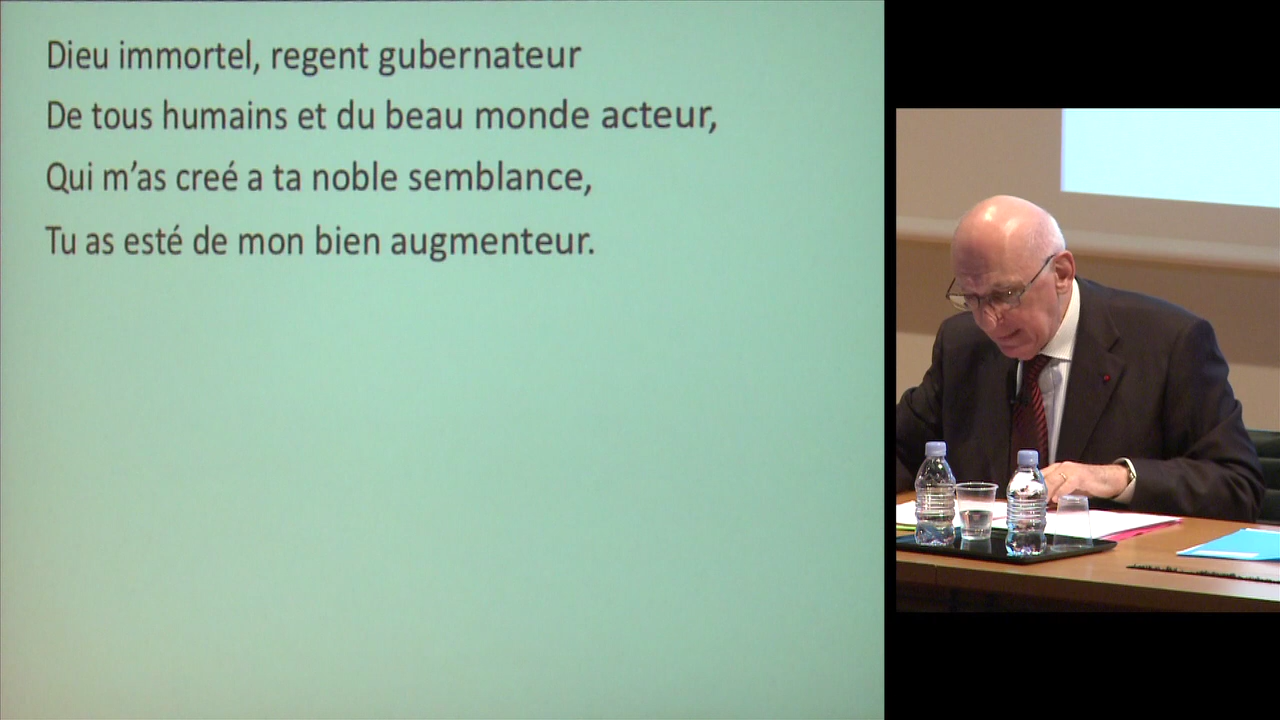 Dieu immortel, regent gubernateur
De tous humains et du beau monde acteur,
Qui m’as creé a ta noble semblance,
Tu as esté de mon bien augmenteur.